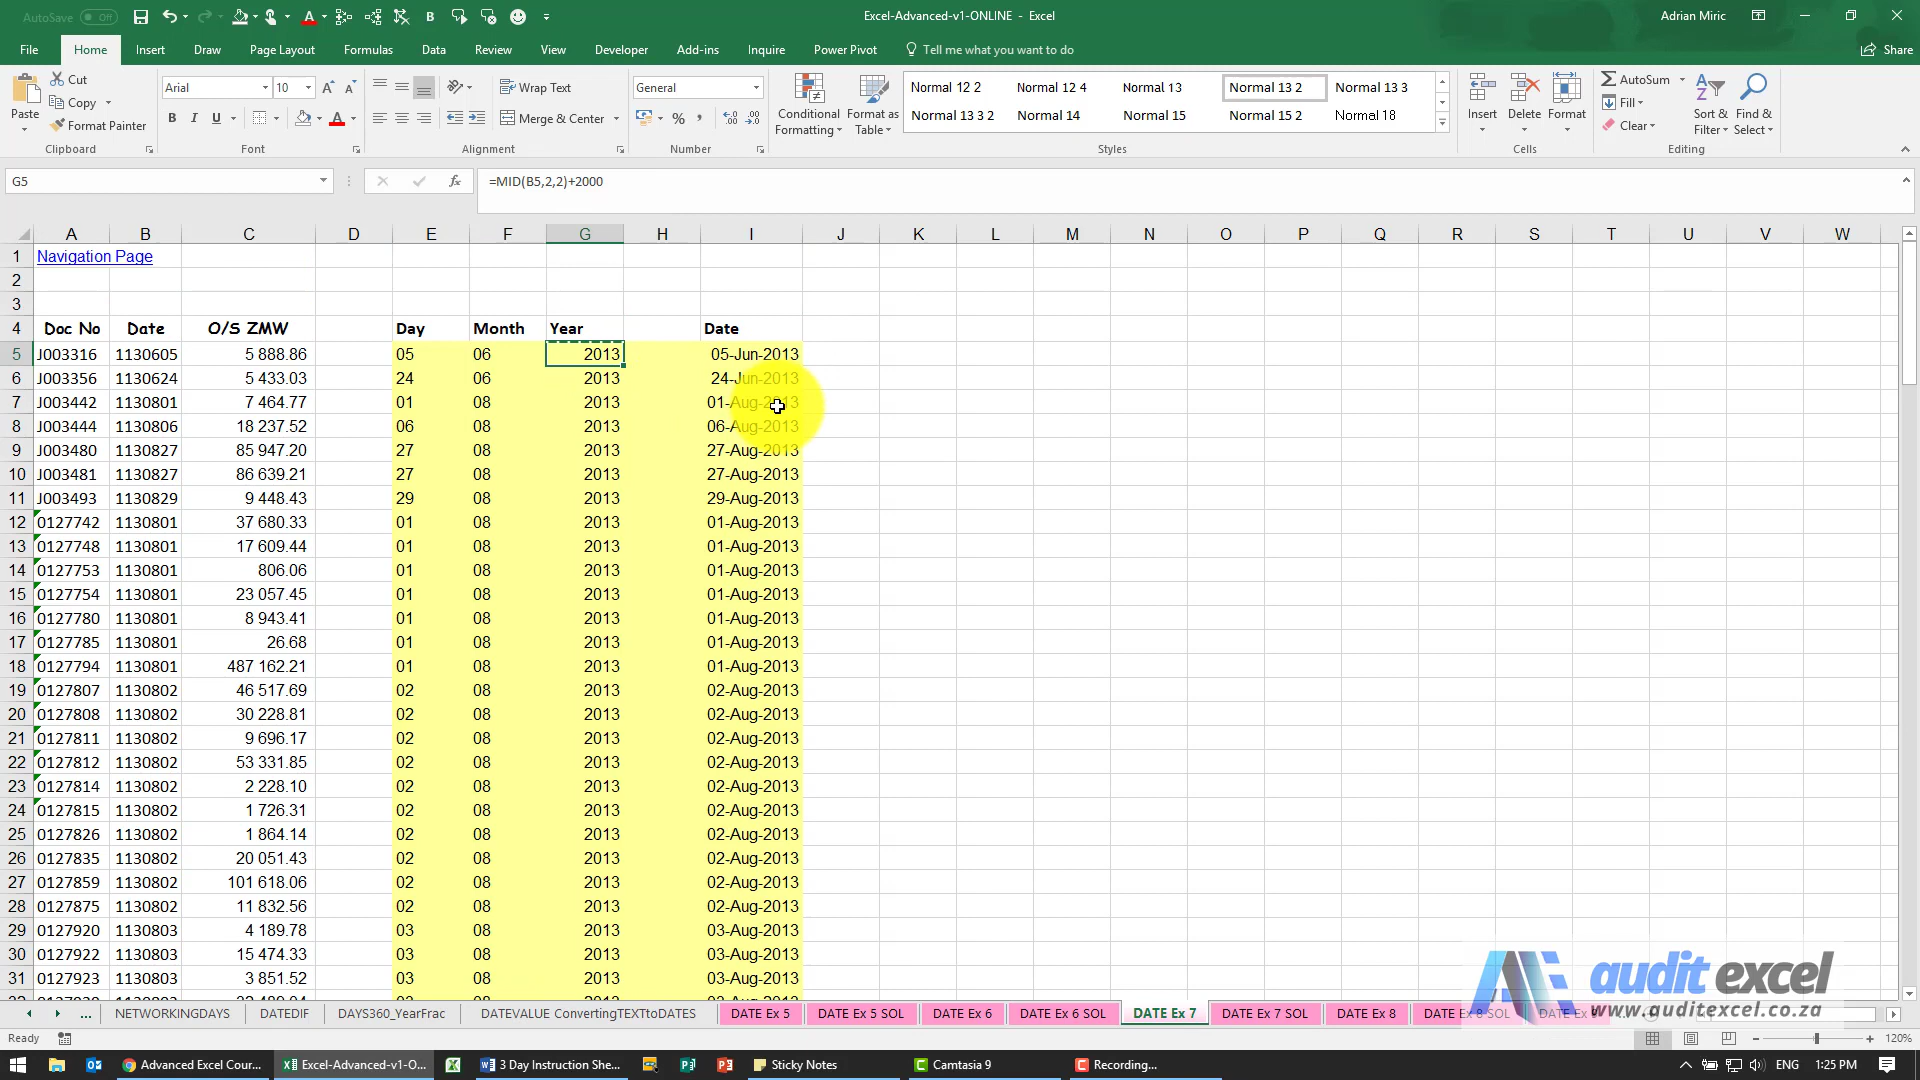 AutoSave Off
Excel-Advanced-v1-ONLINE - Excel
Adrian Miric
File Home Insert Draw Page Layout Formulas Data Review View Developer Add-ins Inquire Power Pivot Tell me what you want to do Share
Paste
Cut
Copy
Format Painter
Clipboard
Arial 10
B I U
Font
Wrap Text
Merge & Center
Alignment
General
%
Number
Conditional Formatting
Format as Table
Normal 12 2 Normal 12 4 Normal 13 Normal 13 2 Normal 13 3
Normal 13 3 2 Normal 14 Normal 15 Normal 15 2 Normal 18
Styles
Insert Delete Format
Cells
AutoSum
Fill
Clear
Sort & Filter
Find & Select
Editing
G5 fx =MID(B5,2,2)+2000
A B C D E F G H I J K L M N O P Q R S T U V W
1 Navigation Page
2
3
4 Doc No Date O/S ZMW Day Month Year Date
5 J003316 1130605 5 888.86 05 06 2013 05-Jun-2013
6 J003356 1130624 5 433.03 24 06 2013 24-Jun-2013
7 J003442 1130801 7 464.77 01 08 2013 01-Aug-2013
8 J003444 1130806 18 237.52 06 08 2013 06-Aug-2013
9 J003480 1130827 85 947.20 27 08 2013 27-Aug-2013
10 J003481 1130827 86 639.21 27 08 2013 27-Aug-2013
11 J003493 1130829 9 448.43 29 08 2013 29-Aug-2013
12 0127742 1130801 37 680.33 01 08 2013 01-Aug-2013
13 0127748 1130801 17 609.44 01 08 2013 01-Aug-2013
14 0127753 1130801 806.06 01 08 2013 01-Aug-2013
15 0127754 1130801 23 057.45 01 08 2013 01-Aug-2013
16 0127780 1130801 8 943.41 01 08 2013 01-Aug-2013
17 0127785 1130801 26.68 01 08 2013 01-Aug-2013
18 0127794 1130801 487 162.21 01 08 2013 01-Aug-2013
19 0127807 1130802 46 517.69 02 08 2013 02-Aug-2013
20 0127808 1130802 30 228.81 02 08 2013 02-Aug-2013
21 0127811 1130802 9 696.17 02 08 2013 02-Aug-2013
22 0127812 1130802 53 331.85 02 08 2013 02-Aug-2013
23 0127814 1130802 2 228.10 02 08 2013 02-Aug-2013
24 0127815 1130802 1 726.31 02 08 2013 02-Aug-2013
25 0127826 1130802 1 864.14 02 08 2013 02-Aug-2013
26 0127835 1130802 20 051.43 02 08 2013 02-Aug-2013
27 0127859 1130802 101 618.06 02 08 2013 02-Aug-2013
28 0127875 1130802 11 832.56 02 08 2013 02-Aug-2013
29 0127920 1130803 4 189.78 03 08 2013 03-Aug-2013
30 0127922 1130803 15 474.33 03 08 2013 03-Aug-2013
31 0127923 1130803 3 851.52 03 08 2013 03-Aug-2013
audit excel
www.auditexcel.co.za
... NETWORKINGDAYS DATEDIF DAYS360_YearFrac DATEVALUE ConvertingTEXTtoDATES DATE Ex 5 DATE Ex 5 SOL DATE Ex 6 DATE Ex 6 SOL DATE Ex 7 DATE Ex 7 SOL DATE Ex 8 DATE Ex 8 SOL
Ready 120%
Advanced Excel Cour... Excel-Advanced-v1-O... 3 Day Instruction She... Sticky Notes Camtasia 9 Recording... ENG 1:25 PM